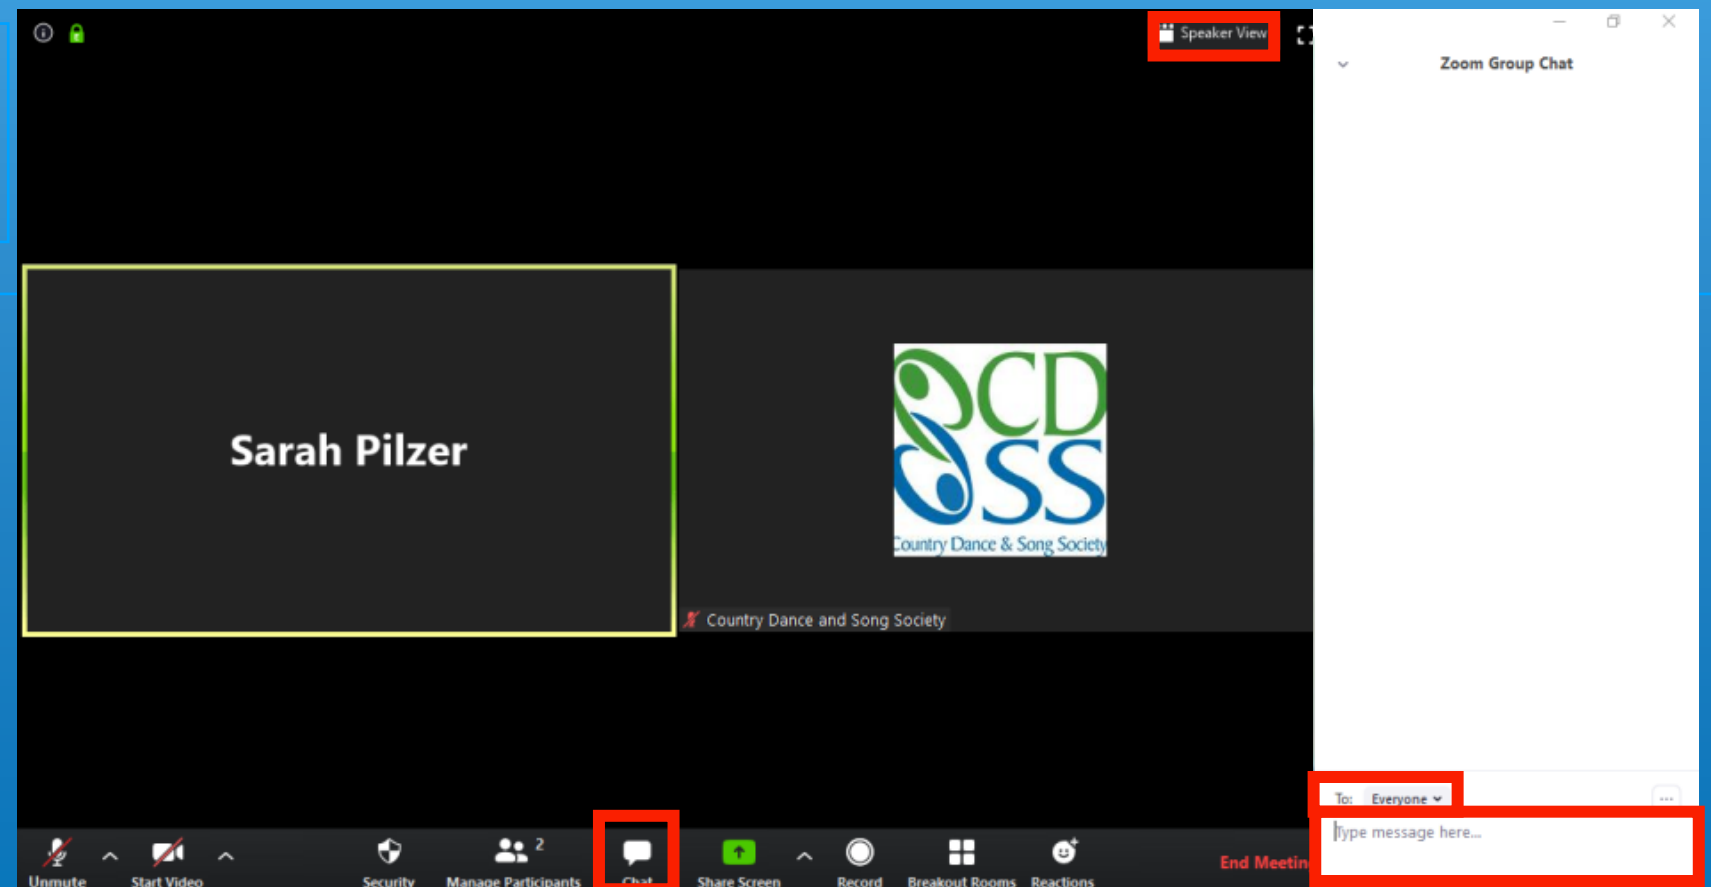 Speaker View
Zoom Group Chat
Sarah Pilzer
CD
SS
Country Dance & Song Society
Country Dance and Song Society
To: Everyone
Type message here...
2
End Meetin
Unmute
Start Video
Security
Manage Participants
Chat
Share Screen
Record
Breakout Rooms
Reactions